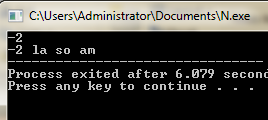 C:\Users\Administrator\Documents\N.exe
-2
-2 la so am
--------------------------------
Process exited after 6.079 second
Press any key to continue . . .